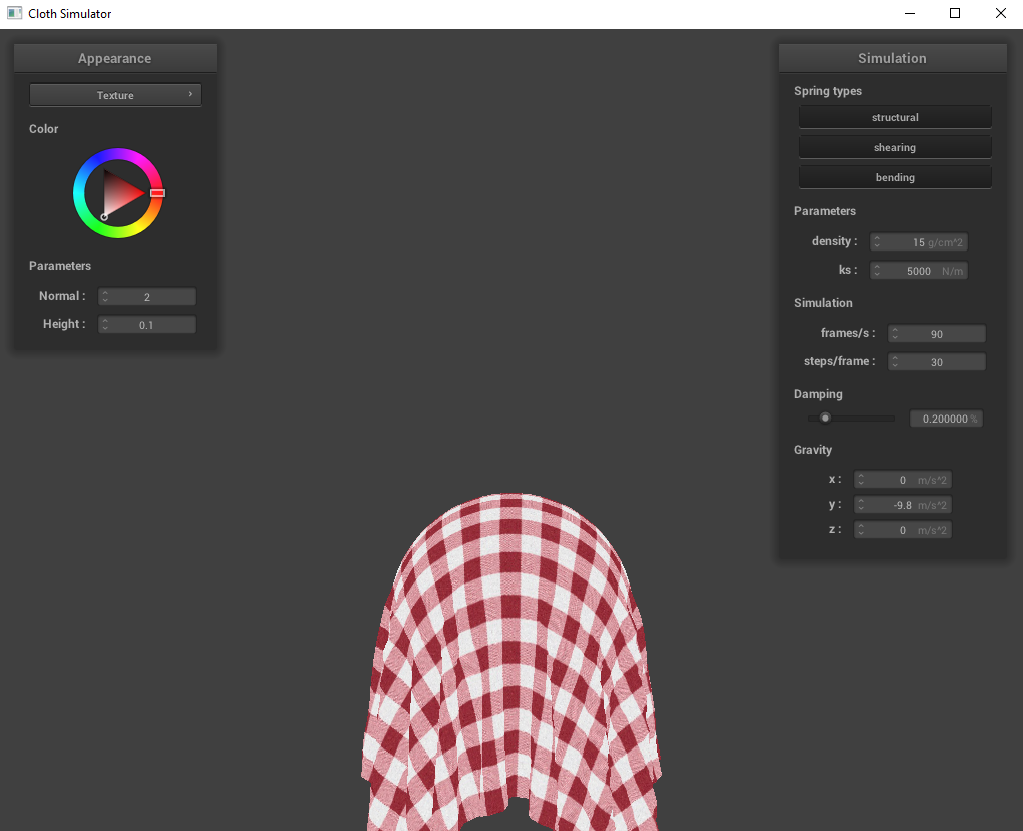 Cloth Simulator
Appearance
Texture
Color
Parameters
Normal : 2
Height : 0.1
Simulation
Spring types
structural
shearing
bending
Parameters
density : 15 g/cm^2
ks : 5000 N/m
Simulation
frames/s : 90
steps/frame : 30
Damping
0.200000 %
Gravity
x : 0 m/s^2
y : -9.8 m/s^2
z : 0 m/s^2